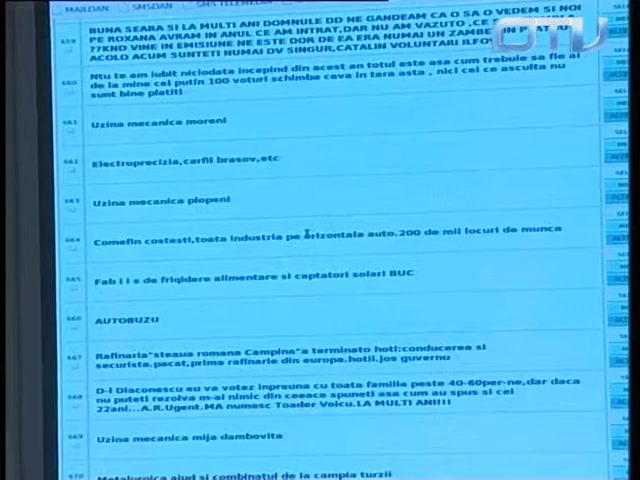 MAILDAN SMSDAN SMS TELEMEDIA
OTV
659 BUNA SEARA SI LA MULTI ANI DOMNULE DD NE GANDEAM CA O SA O VEDEM SI NOI
PE ROXANA AVRAM IN ANUL CE AM INTRAT,DAR NU AM VAZUTO ,CE
??KND VINE IN EMISIUNE NE ESTE DOR DE EA ERA NUMAI UN ZAMBET IN
ACOLO ACUM SUNTETI NUMAI DV SINGUR,CATALIN VOLUNTARI ILFOV
660 Ntu te am iubit niciodata incepind din acest an totul este asa cum trebuie sa fie al
de la mine cel putin 100 voturi schimba ceva in tara asta , nici cei ce asculta nu
sunt bine platiti
661 Uzina mecanica moreni
662 Electroprecizia,carfil brasov,etc
663 Uzina mecanica plopeni
664 Comefin costesti,toata industria pe orizontala auto.200 de mii locuri de munca
665 Fab i i x de frigidere alimentare si captatori solari BUC
666 AUTOBUZU
667 Rafinaria"steaua romana Campina"a terminato hoti:conducerea si
securista.pacat,prima rafinarie din europa.hotii.jos guvernu
668 D-l Diaconescu eu va votez inpreuna cu toata familia peste 40-60per-ne,dar daca
nu puteti rezolva m-ai nimic din ceeace spuneti asa cum au spus si cei
22ani...A.R.Ugent.MA numesc Toader Voicu.LA MULTI ANI!!!
669 Uzina mecanica mija dambovita
670 Metalurgica aiud si combinatul de la campia turzii